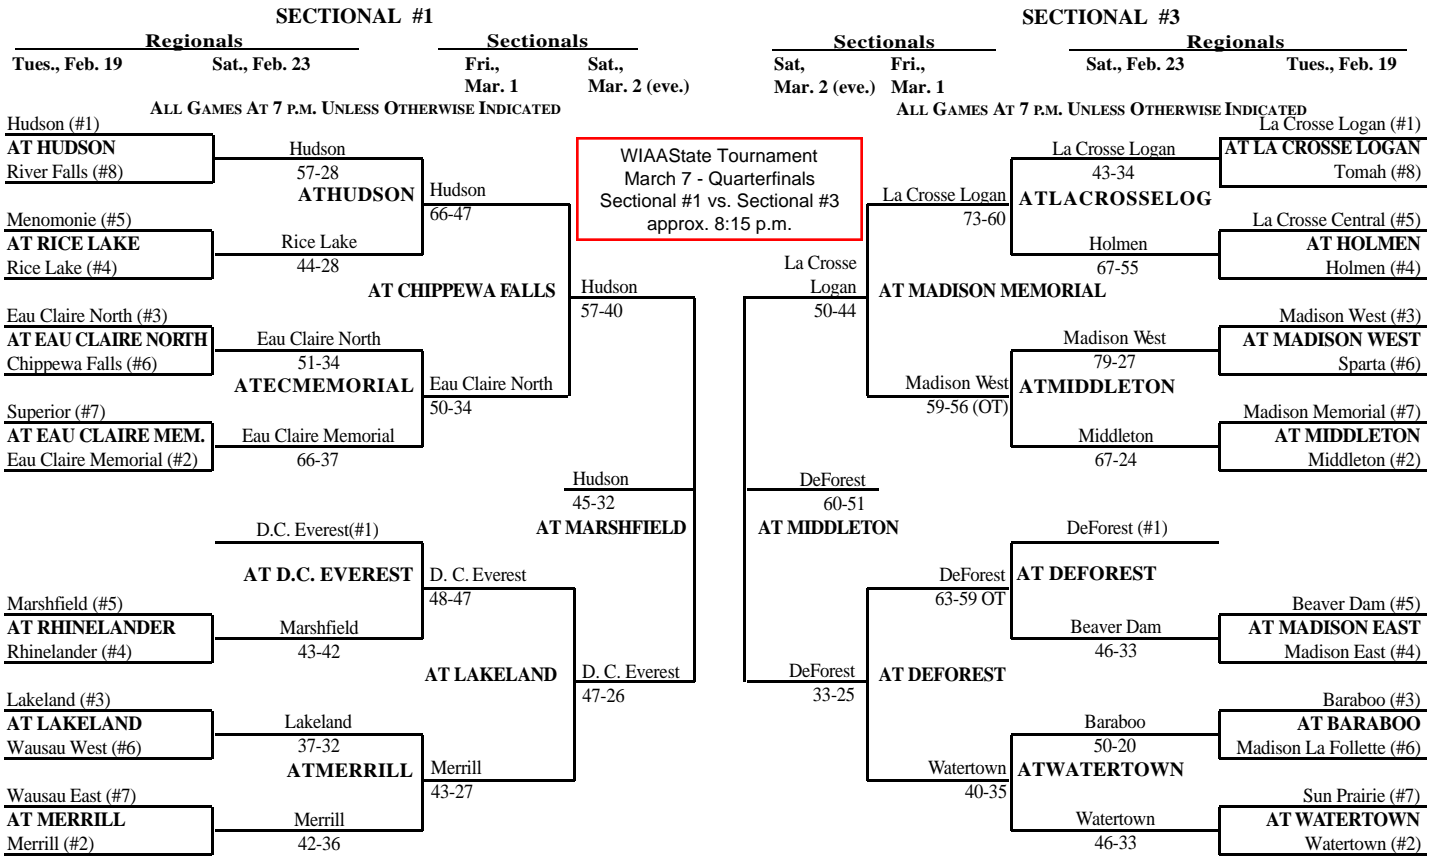 SECTIONAL #1
Regionals
Sectionals
Tues., Feb. 19
Sat., Feb. 23
Fri.,
Mar. 1
Sat.,
Mar. 2 (eve.)
ALL GAMES AT 7 P.M. UNLESS OTHERWISE INDICATED
Hudson (#1)
AT HUDSON
River Falls (#8)
Menomonie (#5)
AT RICE LAKE
Rice Lake (#4)
Eau Claire North (#3)
AT EAU CLAIRE NORTH
Chippewa Falls (#6)
Superior (#7)
AT EAU CLAIRE MEM.
Eau Claire Memorial (#2)
Marshfield (#5)
AT RHINELANDER
Rhinelander (#4)
Lakeland (#3)
AT LAKELAND
Wausau West (#6)
Wausau East (#7)
AT MERRILL
Merrill (#2)
Hudson
57-28
ATHUDSON
Rice Lake
44-28
Eau Claire North
51-34
ATECMEMORIAL
Eau Claire Memorial
66-37
D.C. Everest(#1)
AT D.C. EVEREST
Marshfield
43-42
Lakeland
37-32
ATMERRILL
Merrill
42-36
Hudson
66-47
AT CHIPPEWA FALLS
Eau Claire North
50-34
D. C. Everest
48-47
AT LAKELAND
Merrill
43-27
Hudson
57-40
Hudson
45-32
AT MARSHFIELD
D. C. Everest
47-26
WIAAState Tournament
March 7 - Quarterfinals
Sectional #1 vs. Sectional #3
approx. 8:15 p.m.
SECTIONAL #3
Sectionals
Regionals
Sat,
Mar. 2 (eve.)
Fri.,
Mar. 1
Sat., Feb. 23
Tues., Feb. 19
ALL GAMES AT 7 P.M. UNLESS OTHERWISE INDICATED
La Crosse
Logan
50-44
DeForest
60-51
AT MIDDLETON
DeForest
33-25
La Crosse Logan
73-60
AT MADISON MEMORIAL
Madison West
59-56 (OT)
DeForest
63-59 OT
AT DEFOREST
Watertown
40-35
La Crosse Logan
43-34
ATLACROSSELOG
Holmen
67-55
Madison West
79-27
ATMIDDLETON
Middleton
67-24
DeForest (#1)
AT DEFOREST
Beaver Dam
46-33
Baraboo
50-20
ATWATERTOWN
Watertown
46-33
La Crosse Logan (#1)
AT LA CROSSE LOGAN
Tomah (#8)
La Crosse Central (#5)
AT HOLMEN
Holmen (#4)
Madison West (#3)
AT MADISON WEST
Sparta (#6)
Madison Memorial (#7)
AT MIDDLETON
Middleton (#2)
Beaver Dam (#5)
AT MADISON EAST
Madison East (#4)
Baraboo (#3)
AT BARABOO
Madison La Follette (#6)
Sun Prairie (#7)
AT WATERTOWN
Watertown (#2)